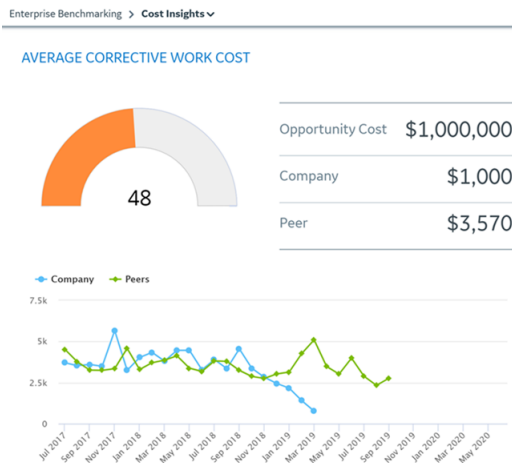 Enterprise Benchmarking > Cost Insights
AVERAGE CORRECTIVE WORK COST
48
Opportunity Cost $1,000,000
Company $1,000
Peer $3,570
Company Peers
7.5k
5k
2.5k
0
Jul 2017 Sep 2017 Nov 2017 Jan 2018 Mar 2018 May 2018 Jul 2018 Sep 2018 Nov 2018 Jan 2019 Mar 2019 May 2019 Jul 2019 Sep 2019 Nov 2019 Jan 2020 Mar 2020 May 2020